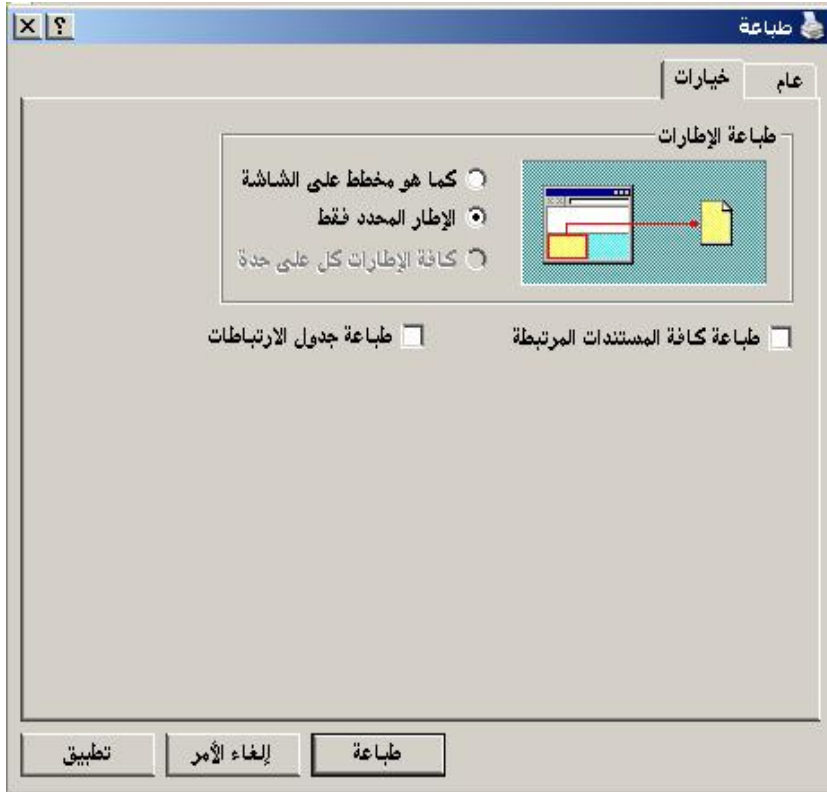 طباعة
عام
خيارات
طباعة الإطارات
كما هو مخطط على الشاشة
الإطار المحدد فقط
كافة الإطارات كل على حدة
طباعة كافة المستندات المرتبطة
طباعة جدول الارتباطات
طباعة
إلغاء الأمر
تطبيق